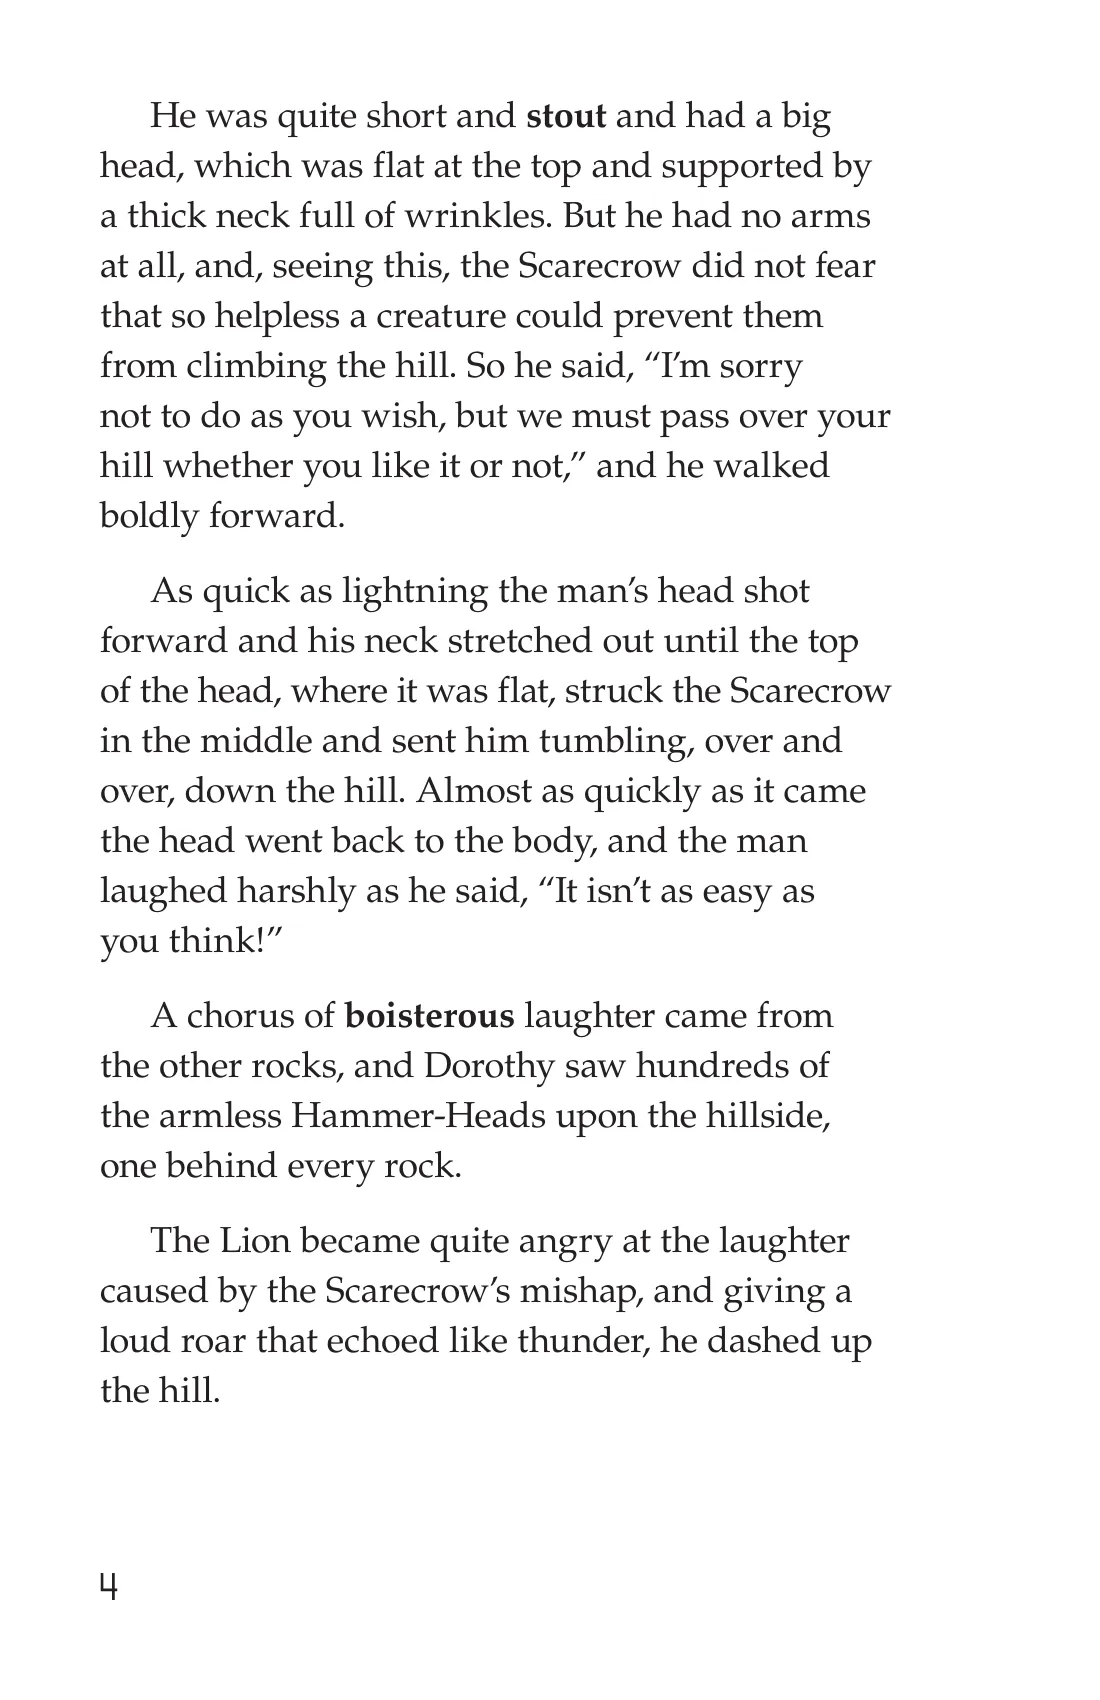 He was quite short and stout and had a big
head, which was flat at the top and supported by
a thick neck full of wrinkles. But he had no arms
at all, and, seeing this, the Scarecrow did not fear
that so helpless a creature could prevent them
from climbing the hill. So he said, “I’m sorry
not to do as you wish, but we must pass over your
hill whether you like it or not,” and he walked
boldly forward.
As quick as lightning the man’s head shot
forward and his neck stretched out until the top
of the head, where it was flat, struck the Scarecrow
in the middle and sent him tumbling, over and
over, down the hill. Almost as quickly as it came
the head went back to the body, and the man
laughed harshly as he said, “It isn’t as easy as
you think!”
A chorus of boisterous laughter came from
the other rocks, and Dorothy saw hundreds of
the armless Hammer-Heads upon the hillside,
one behind every rock.
The Lion became quite angry at the laughter
caused by the Scarecrow’s mishap, and giving a
loud roar that echoed like thunder, he dashed up
the hill.
4